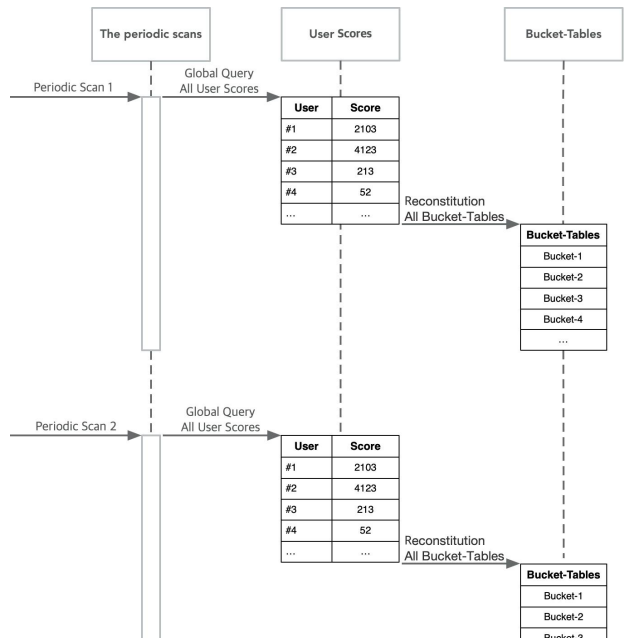 The periodic scans
User Scores
Bucket-Tables
Global Query
Periodic Scan 1
All User Scores
User Score
#1 2103
#2 4123
#3 213
#4 52
... ...
Reconstitution
All Bucket-Tables
Bucket-Tables
Bucket-1
Bucket-2
Bucket-3
Bucket-4
...
Global Query
Periodic Scan 2
All User Scores
User Score
#1 2103
#2 4123
#3 213
#4 52
... ...
Reconstitution
All Bucket-Tables
Bucket-Tables
Bucket-1
Bucket-2
Bucket-3